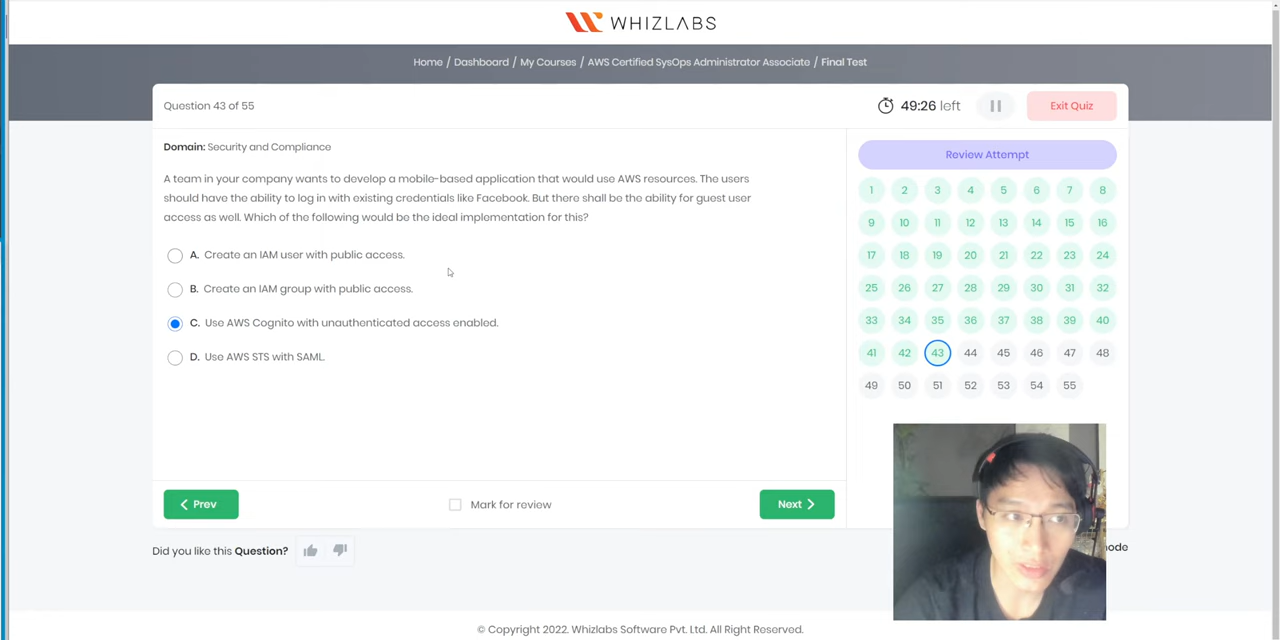 WHIZLABS
Home / Dashboard / My Courses / AWS Certified SysOps Administrator Associate / Final Test
Question 43 of 55
49:26 left
Exit Quiz
Domain: Security and Compliance
A team in your company wants to develop a mobile-based application that would use AWS resources. The users
should have the ability to log in with existing credentials like Facebook. But there shall be the ability for guest user
access as well. Which of the following would be the ideal implementation for this?
A. Create an IAM user with public access.
B. Create an IAM group with public access.
C. Use AWS Cognito with unauthenticated access enabled.
D. Use AWS STS with SAML.
Review Attempt
1 2 3 4 5 6 7 8
9 10 11 12 13 14 15 16
17 18 19 20 21 22 23 24
25 26 27 28 29 30 31 32
33 34 35 36 37 38 39 40
41 42 43 44 45 46 47 48
49 50 51 52 53 54 55
Prev
Mark for review
Next
Did you like this Question?
© Copyright 2022. Whizlabs Software Pvt. Ltd. All Right Reserved.